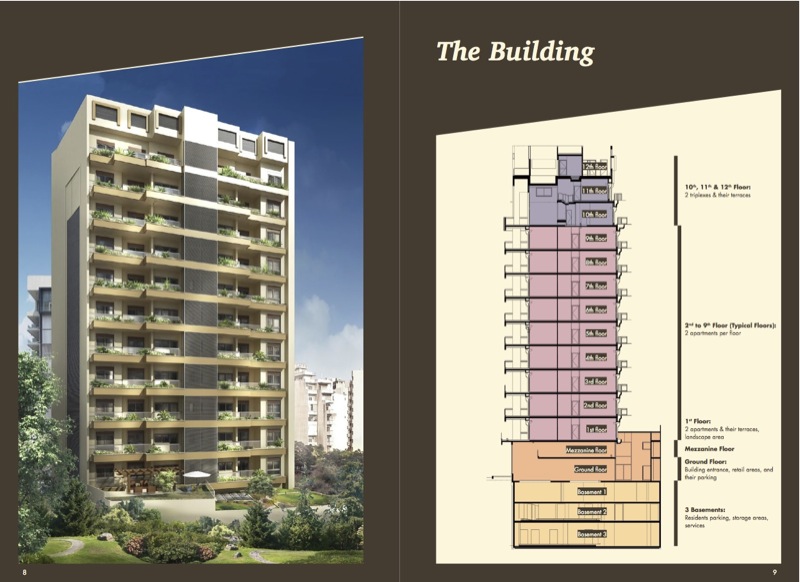 The Building
12th floor
11th floor
10th floor
9th floor
8th floor
7th floor
6th floor
5th floor
4th floor
3rd floor
2nd floor
1st floor
Mezzanine floor
Ground floor
Basement 1
Basement 2
Basement 3
10th, 11th & 12th Floor:
2 triplexes & their terraces
2nd to 9th Floor (Typical Floors):
2 apartments per floor
1st Floor:
2 apartments & their terraces,
landscape area
Mezzanine Floor
Ground Floor:
Building entrance, retail areas, and
their parking
3 Basements:
Residents parking, storage areas,
services
8
9